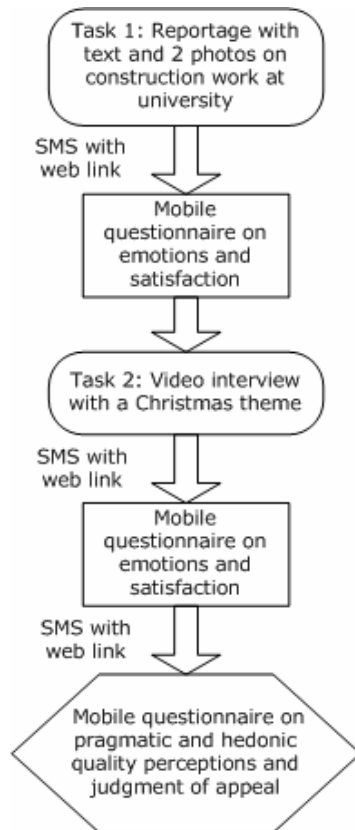 Task 1: Reportage with
text and 2 photos on
construction work at
university
SMS with
web link
Mobile
questionnaire on
emotions and
satisfaction
Task 2: Video interview
with a Christmas theme
SMS with
web link
Mobile
questionnaire on
emotions and
satisfaction
SMS with
web link
Mobile questionnaire on
pragmatic and hedonic
quality perceptions and
judgment of appeal